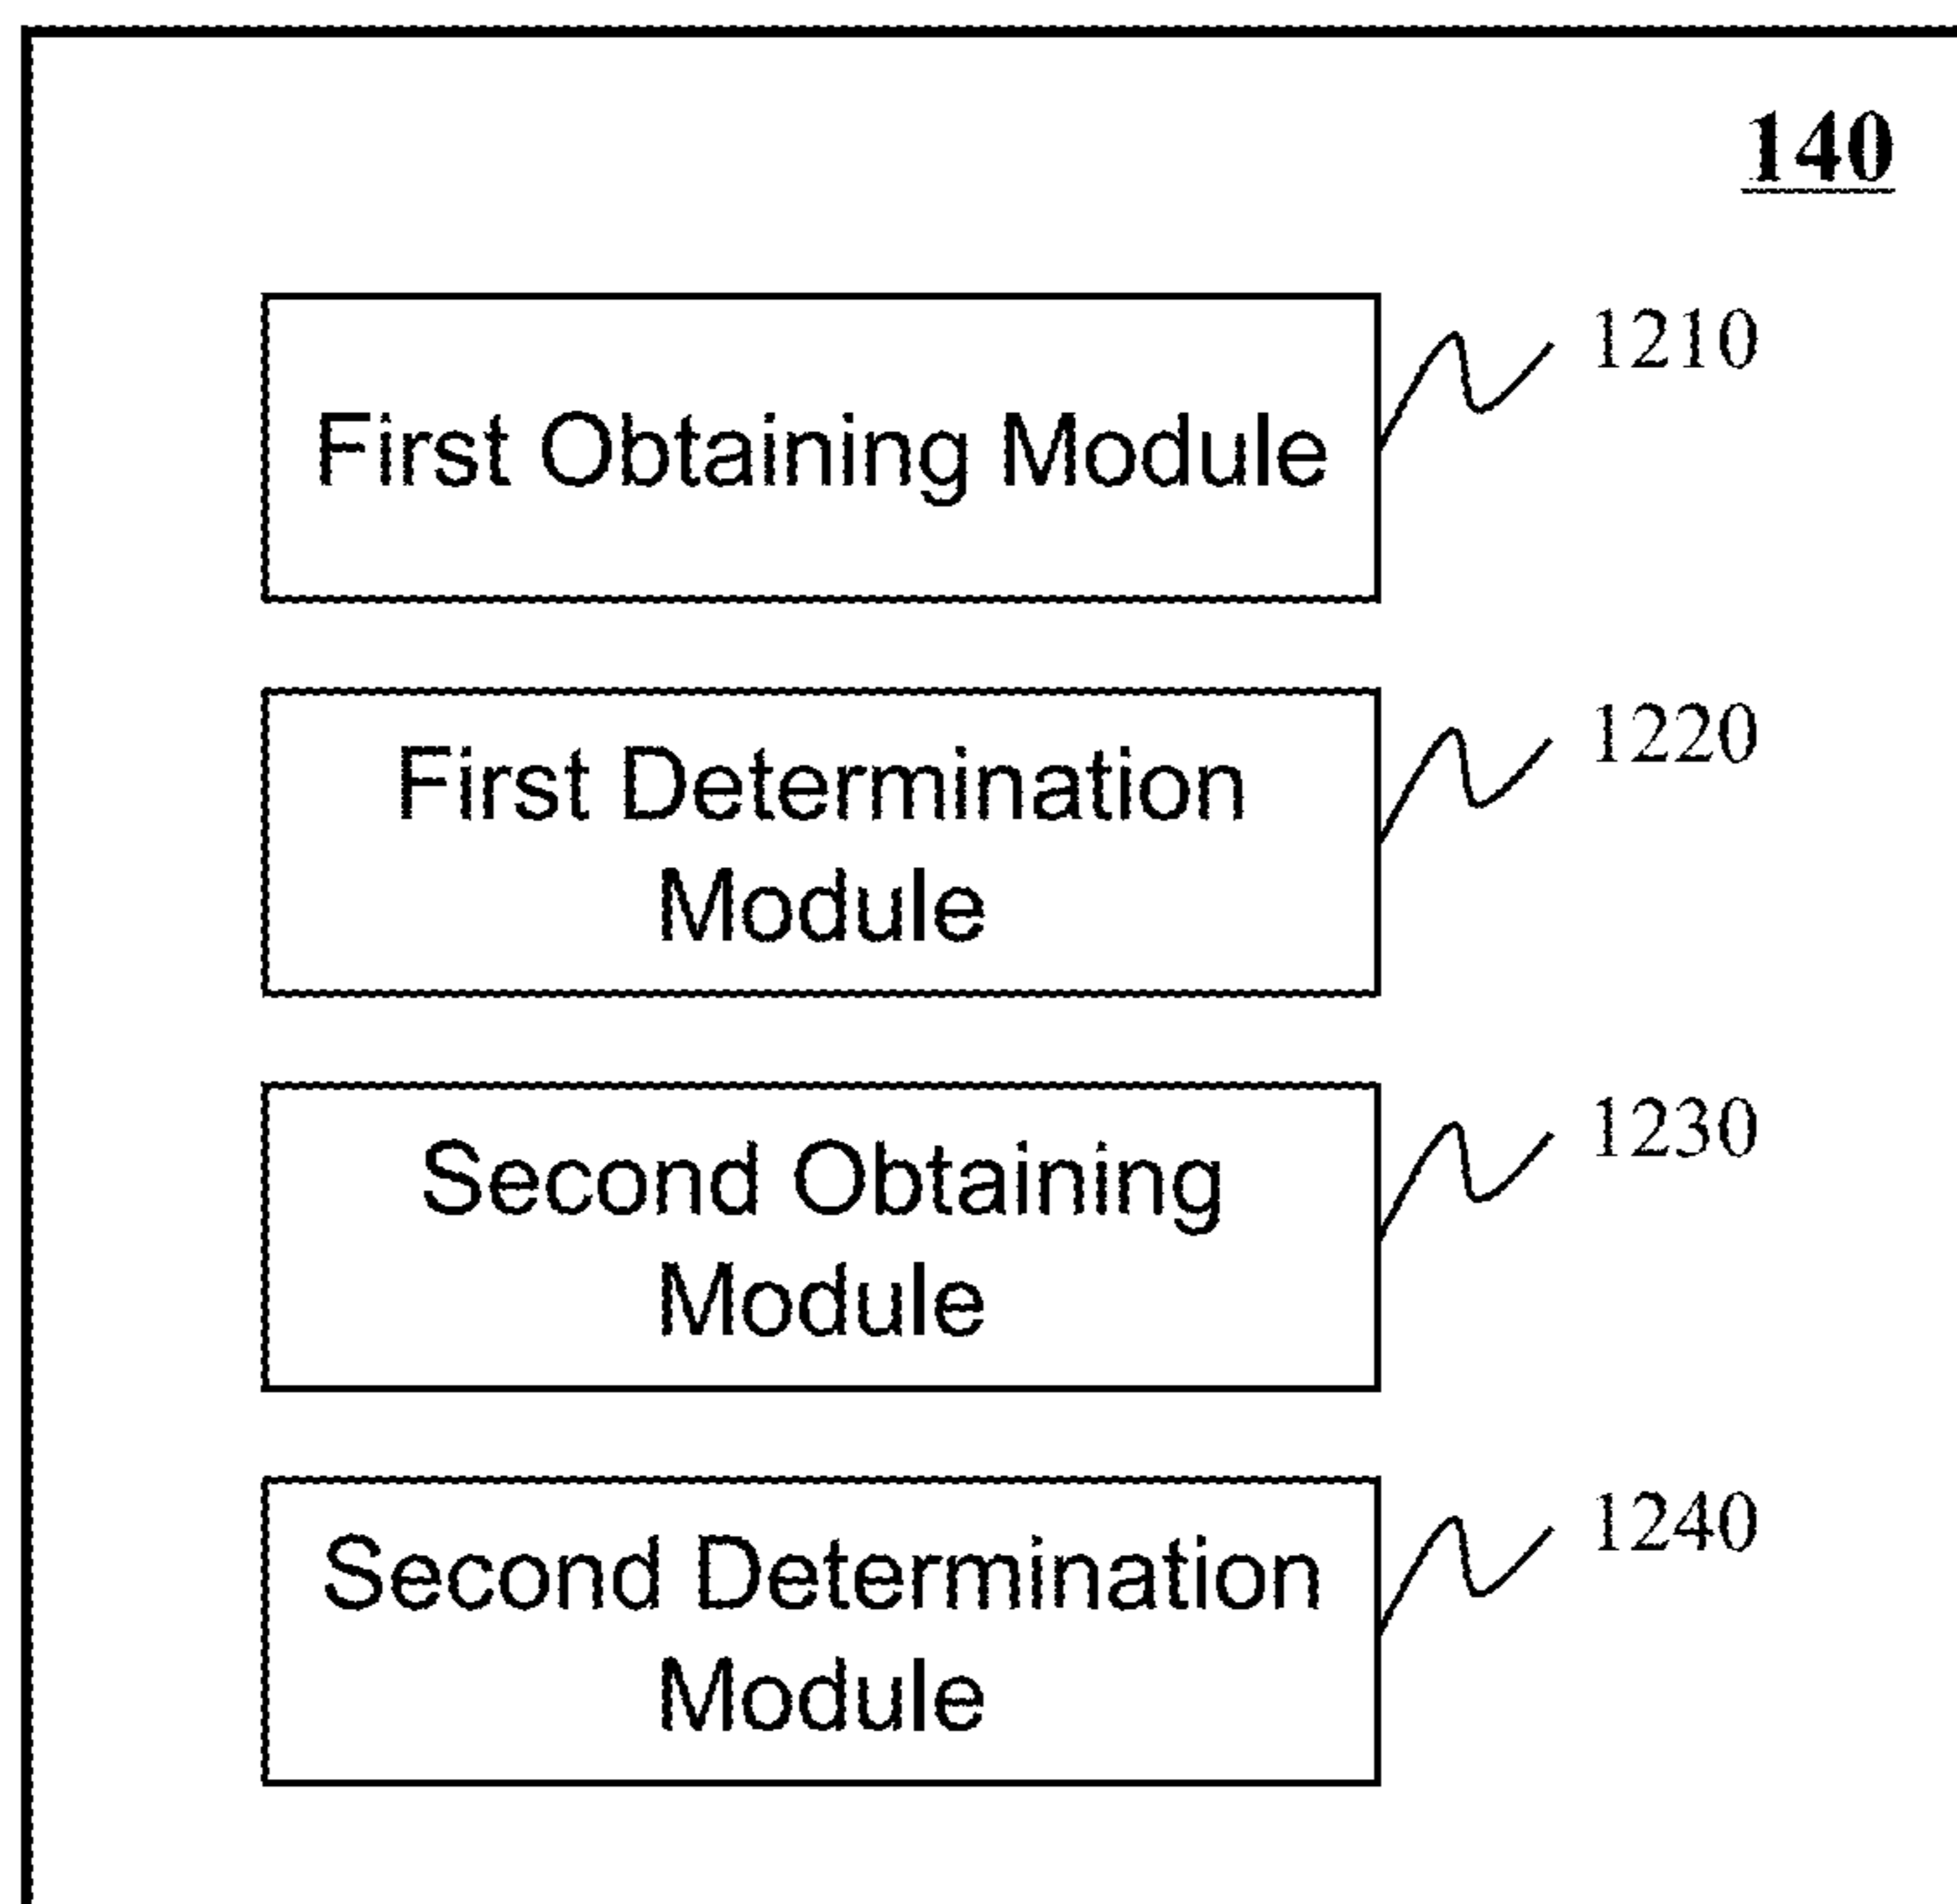 140
First Obtaining Module
1210
First Determination
Module
1220
Second Obtaining
Module
1230
Second Determination
Module
1240